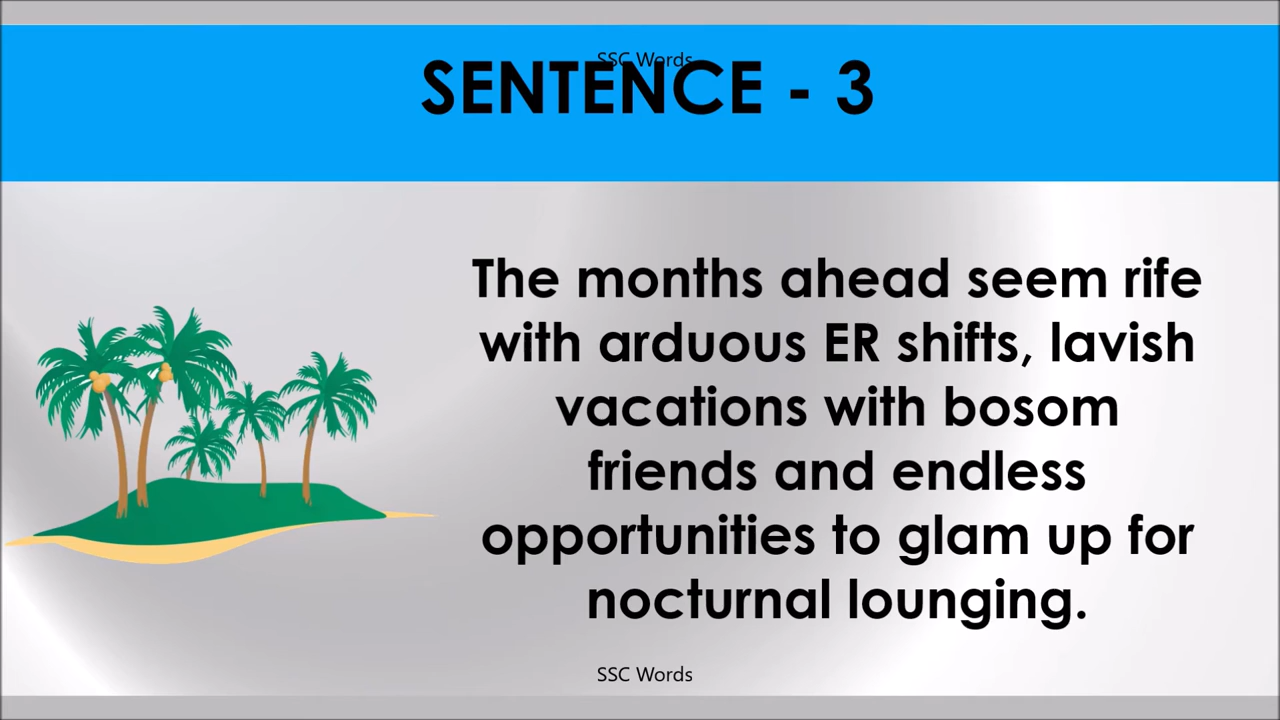 SSC Words
SENTENCE - 3
The months ahead seem rife
with arduous ER shifts, lavish
vacations with bosom
friends and endless
opportunities to glam up for
nocturnal lounging.
SSC Words